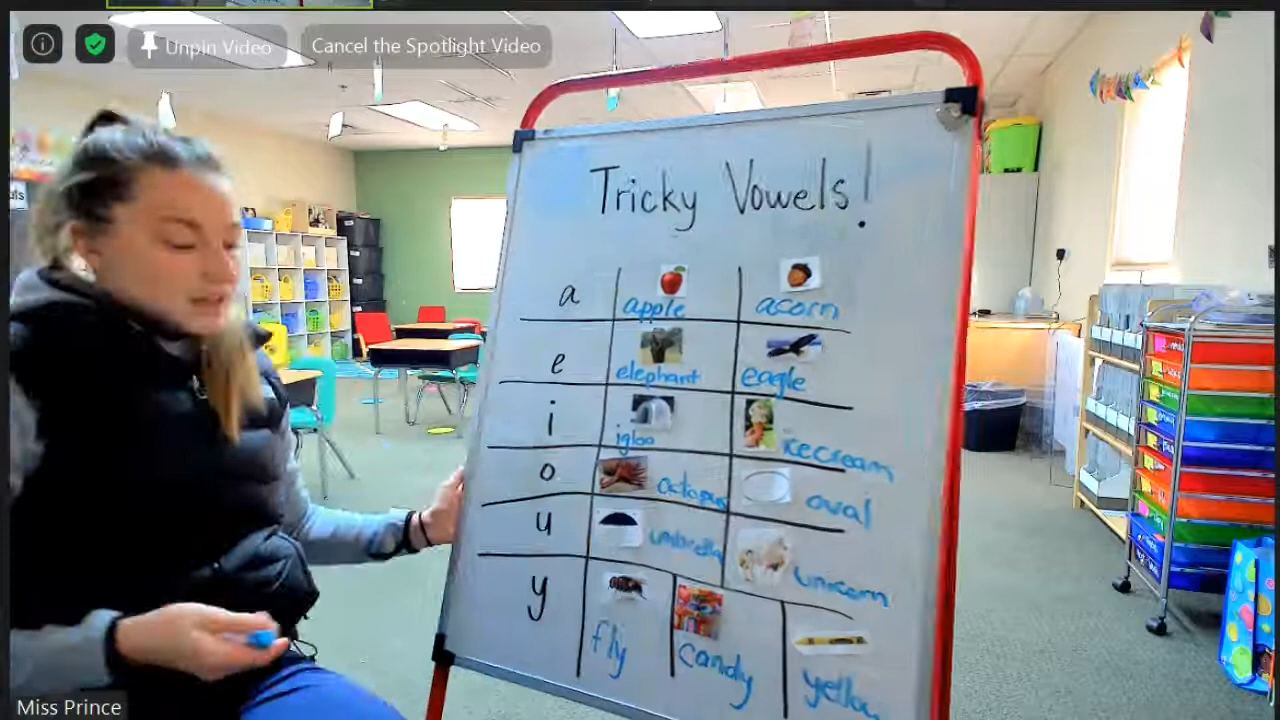 Unpin Video
Cancel the Spotlight Video
Tricky Vowels!
a apple acorn
e elephant eagle
i igloo icecream
o octopus oval
u umbrella unicorn
y fly candy yellow
Miss Prince